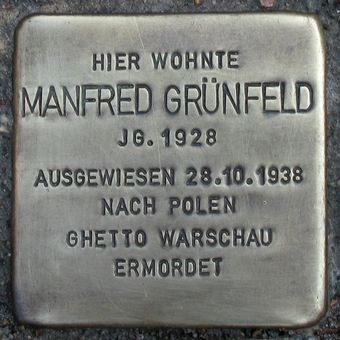 HIER WOHNTE
MANFRED GRÜNFELD
JG. 1928
AUSGEWIESEN 28.10.1938
NACH POLEN
GHETTO WARSCHAU
ERMORDET